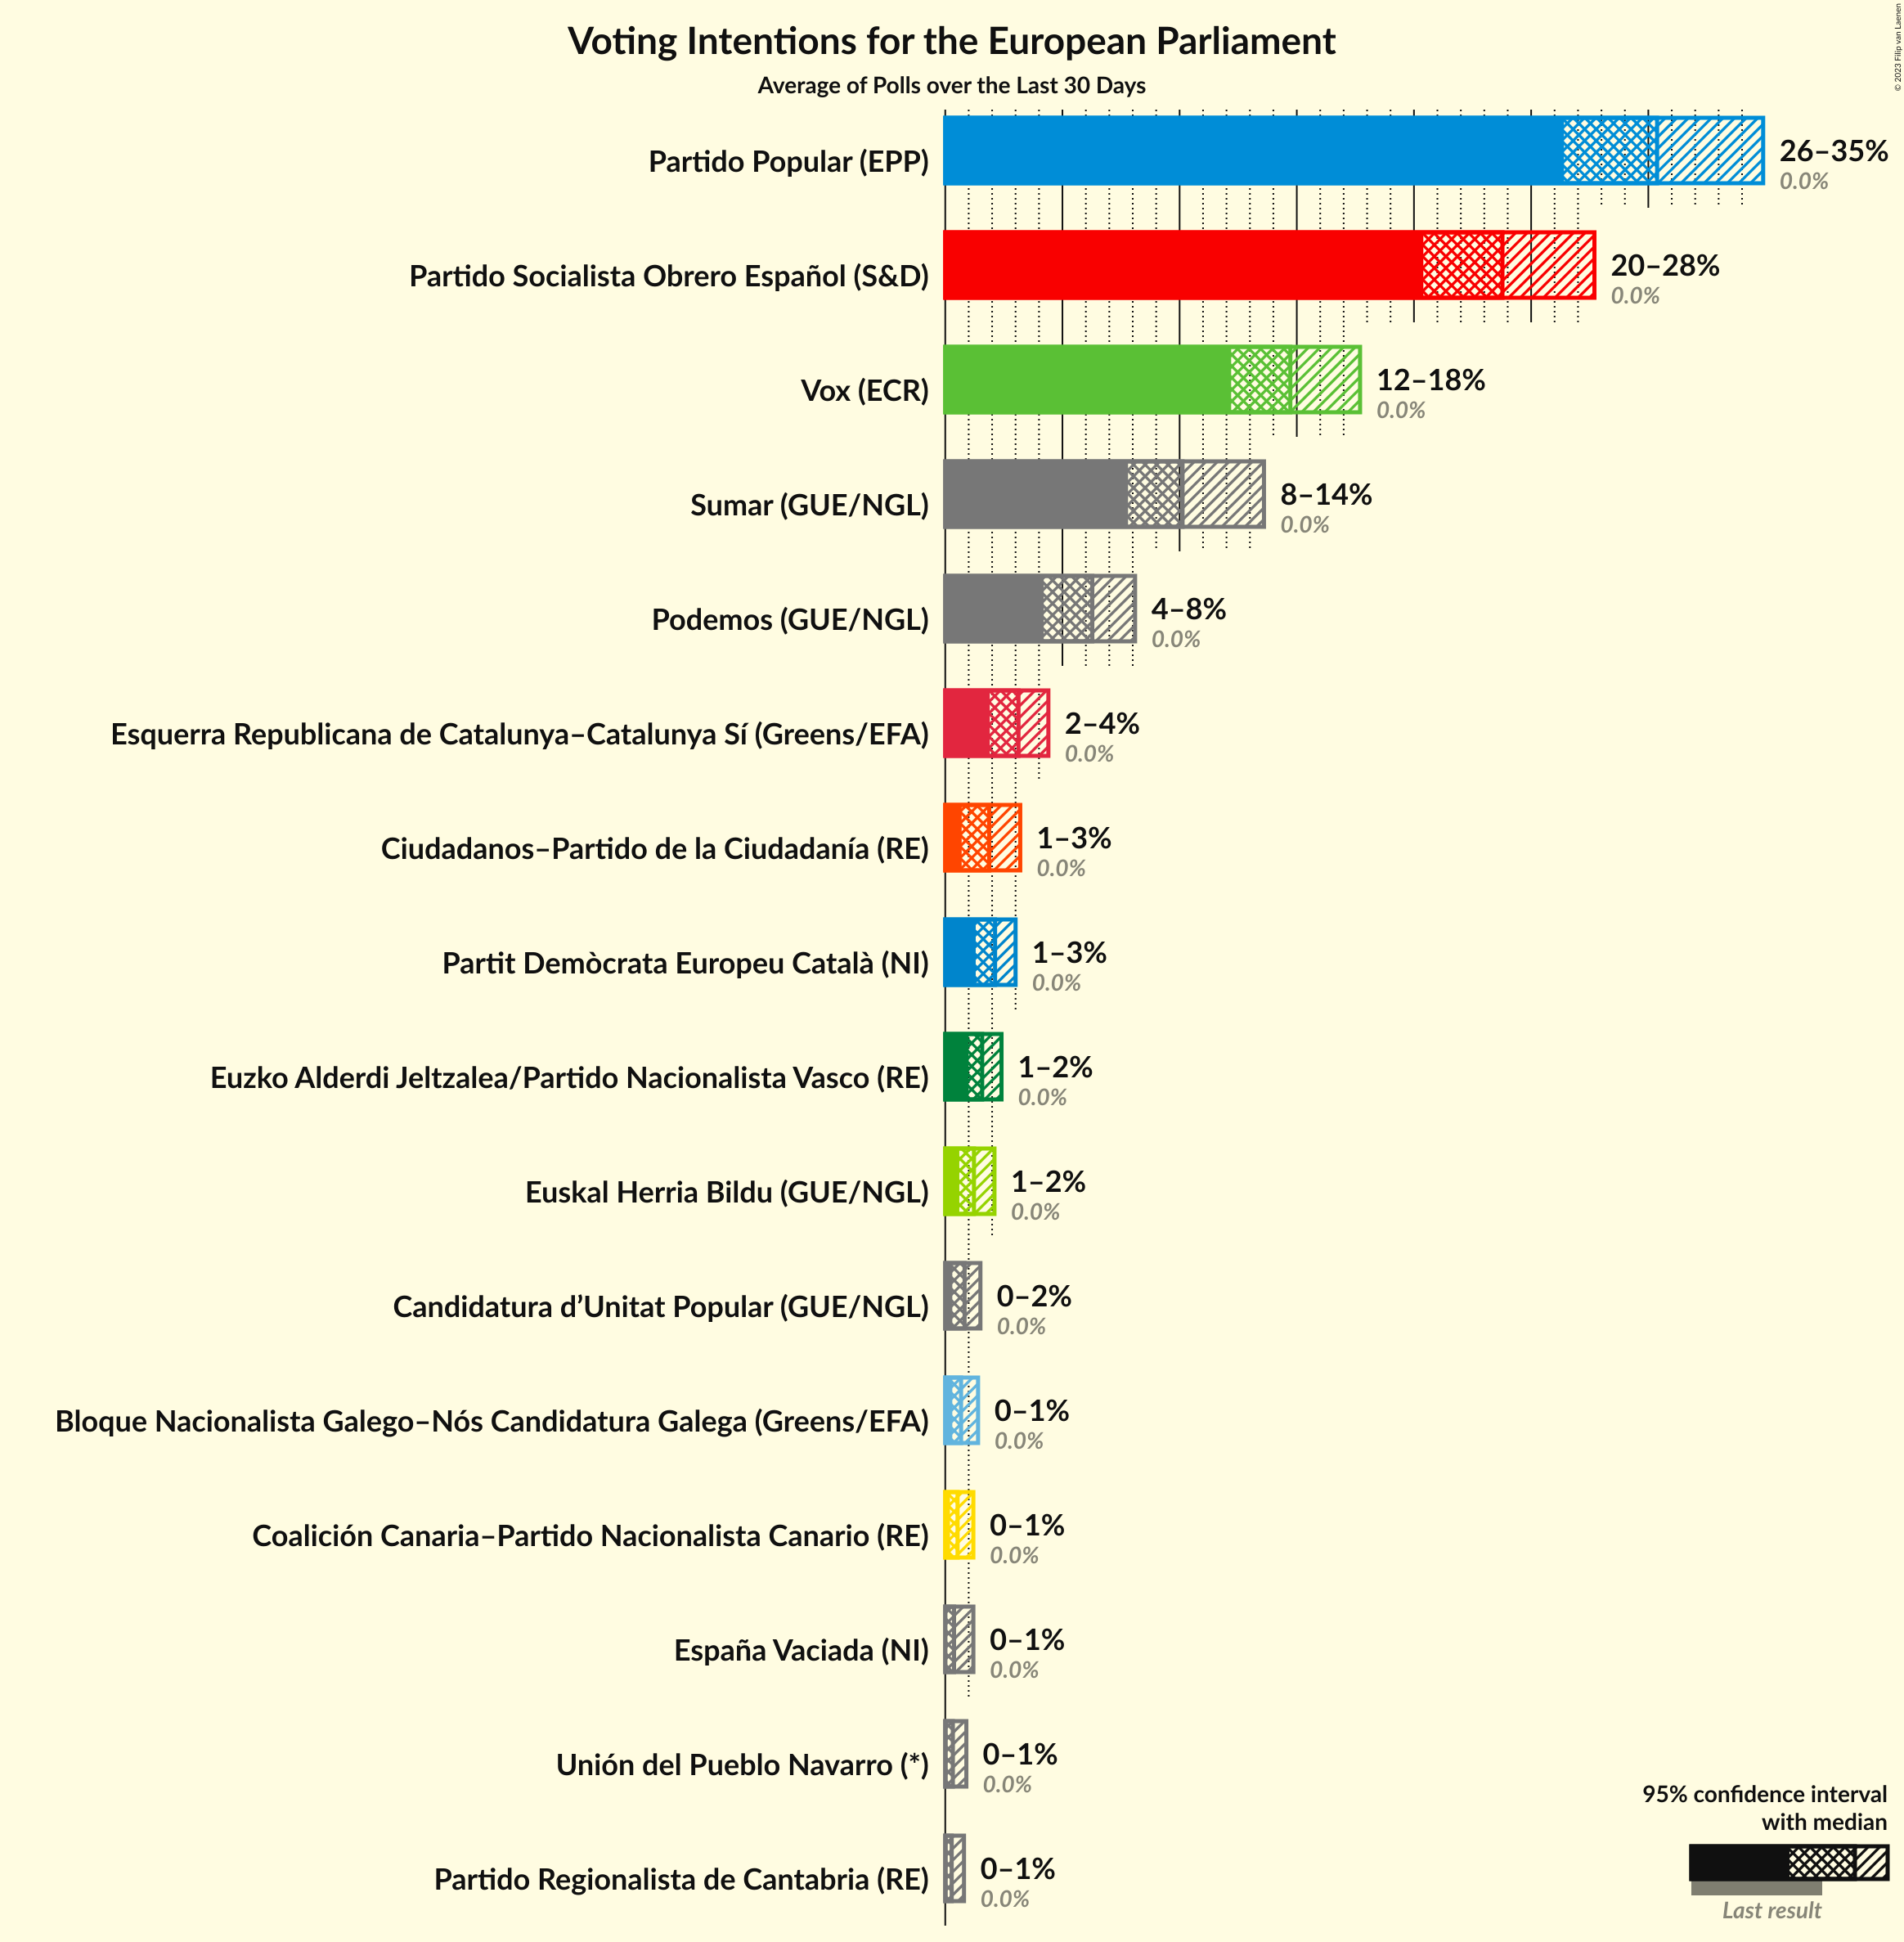 © 2023 Filip van Laenen
Voting Intentions for the European Parliament
Average of Polls over the Last 30 Days
Partido Popular (EPP)
26–35%
0.0%
Partido Socialista Obrero Español (S&D)
20–28%
0.0%
Vox (ECR)
12–18%
0.0%
Sumar (GUE/NGL)
8–14%
0.0%
Podemos (GUE/NGL)
4–8%
0.0%
Esquerra Republicana de Catalunya–Catalunya Sí (Greens/EFA)
2–4%
0.0%
Ciudadanos–Partido de la Ciudadanía (RE)
1–3%
0.0%
Partit Demòcrata Europeu Català (NI)
1–3%
0.0%
Euzko Alderdi Jeltzalea/Partido Nacionalista Vasco (RE)
1–2%
0.0%
Euskal Herria Bildu (GUE/NGL)
1–2%
0.0%
Candidatura d’Unitat Popular (GUE/NGL)
0–2%
0.0%
Bloque Nacionalista Galego–Nós Candidatura Galega (Greens/EFA)
0–1%
0.0%
Coalición Canaria–Partido Nacionalista Canario (RE)
0–1%
0.0%
España Vaciada (NI)
0–1%
0.0%
Unión del Pueblo Navarro (*)
0–1%
0.0%
Partido Regionalista de Cantabria (RE)
0–1%
0.0%
95% confidence interval
with median
Last result